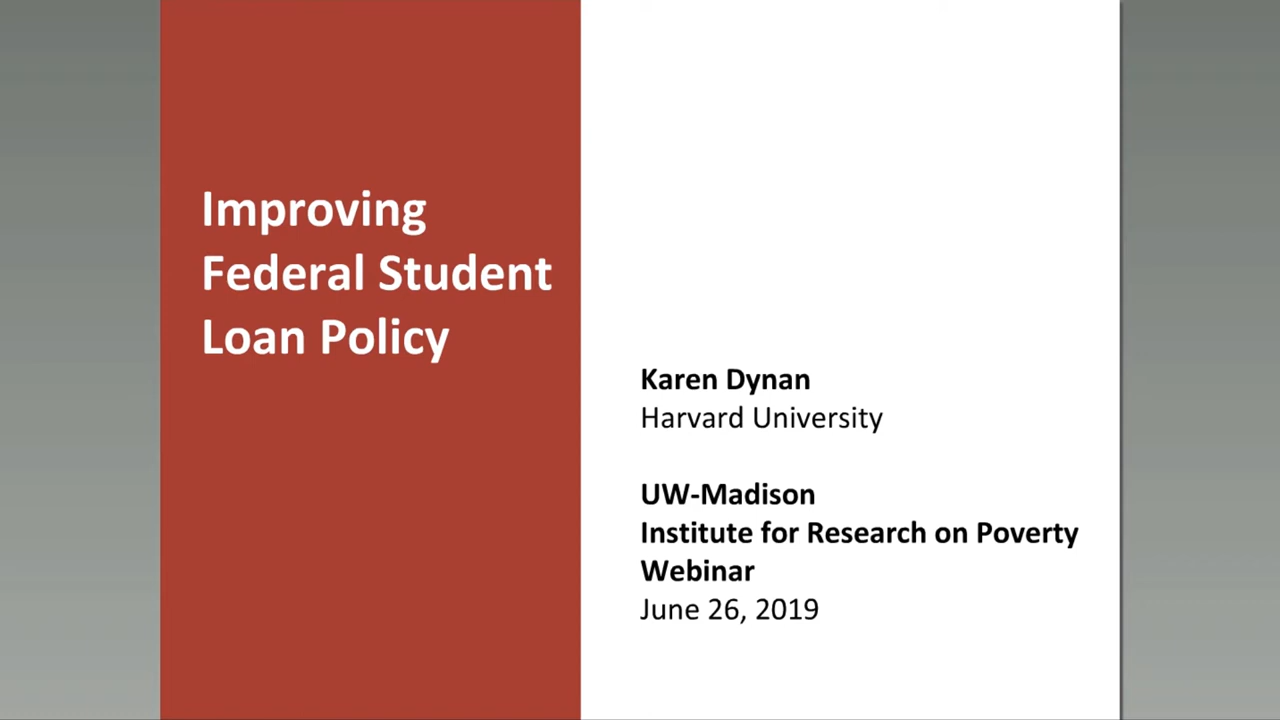 Improving
Federal Student
Loan Policy
Karen Dynan
Harvard University
UW-Madison
Institute for Research on Poverty
Webinar
June 26, 2019